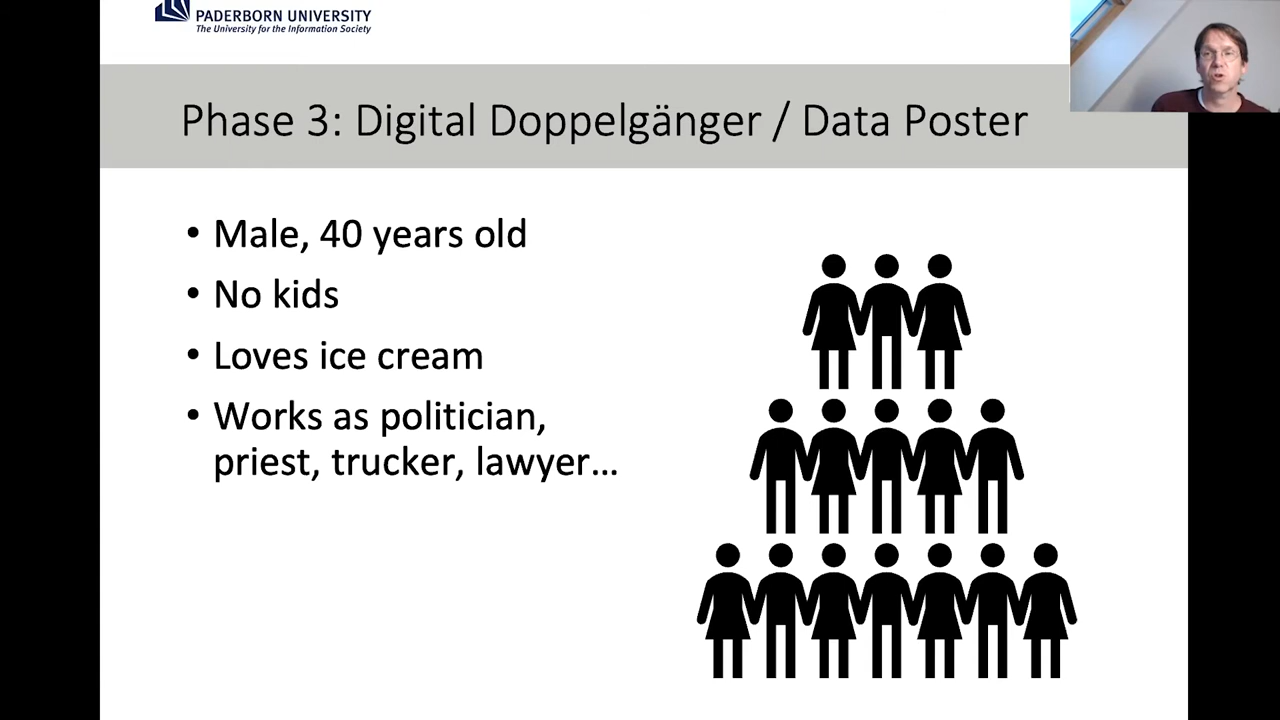 PADERBORN UNIVERSITY
The University for the Information Society
Phase 3: Digital Doppelgänger / Data Poster
• Male, 40 years old
• No kids
• Loves ice cream
• Works as politician,
priest, trucker, lawyer…